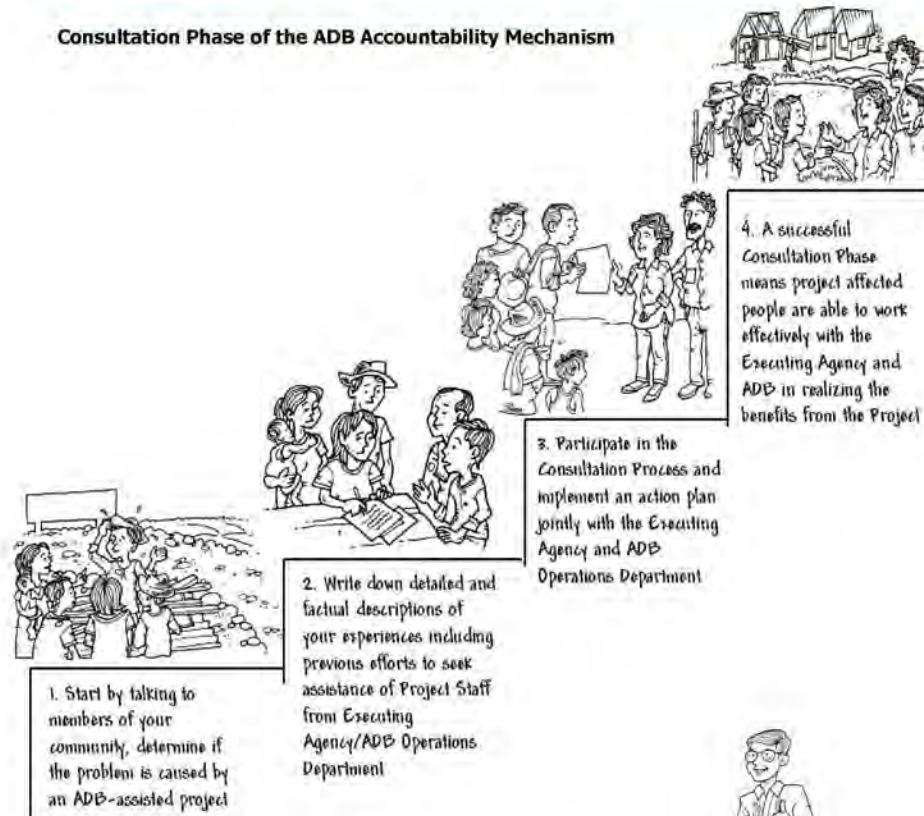 Consultation Phase of the ADB Accountability Mechanism
1. Start by talking to
members of your
community, determine if
the problem is caused by
an ADB-assisted project
2. Write down detailed and
factual descriptions of
your experiences including
previous efforts to seek
assistance of Project Staff
from Executing
Agency/ADB Operations
Department
3. Participate in the
Consultation Process and
implement an action plan
jointly with the Executing
Agency and ADB
Operations Department
4. A successful
Consultation Phase
means project affected
people are able to work
effectively with the
Executing Agency and
ADB in realizing the
benefits from the Project